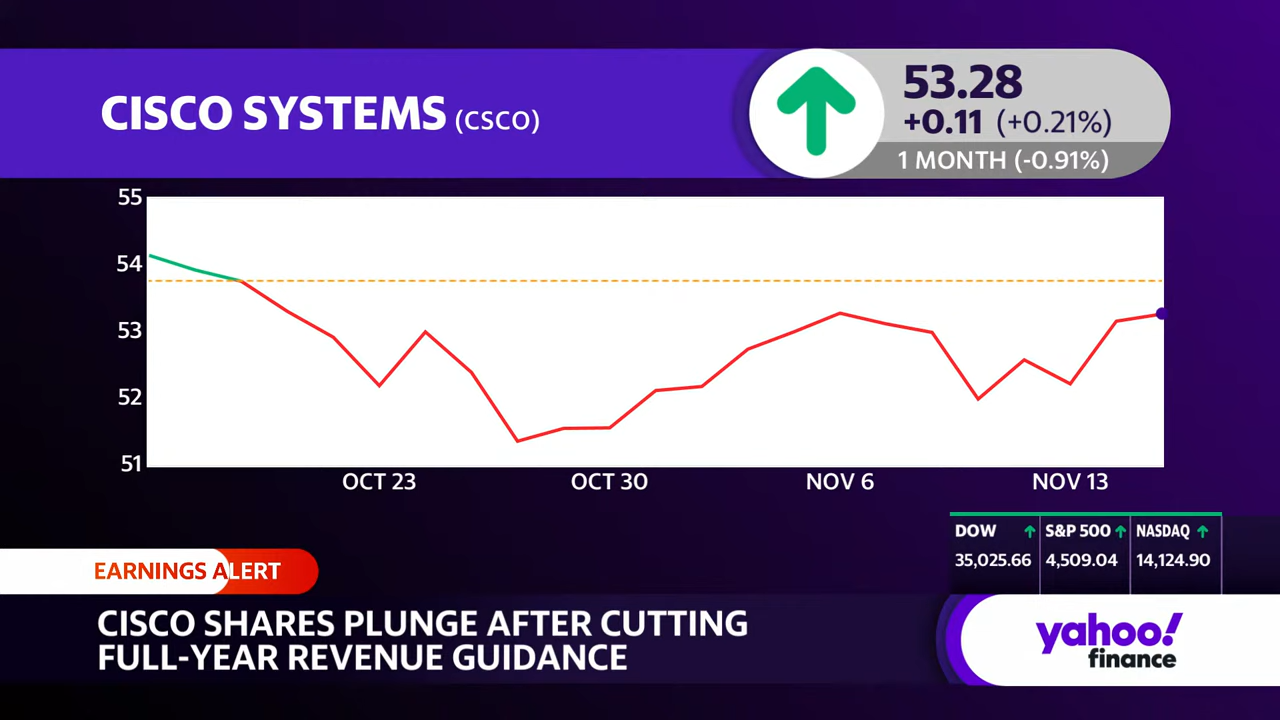 CISCO SYSTEMS (CSCO)
53.28
+0.11 (+0.21%)
1 MONTH (-0.91%)
55
54
53
52
51
OCT 23 OCT 30 NOV 6 NOV 13
DOW S&P 500 NASDAQ
35,025.66 4,509.04 14,124.90
EARNINGS ALERT
CISCO SHARES PLUNGE AFTER CUTTING
FULL-YEAR REVENUE GUIDANCE
yahoo!
finance